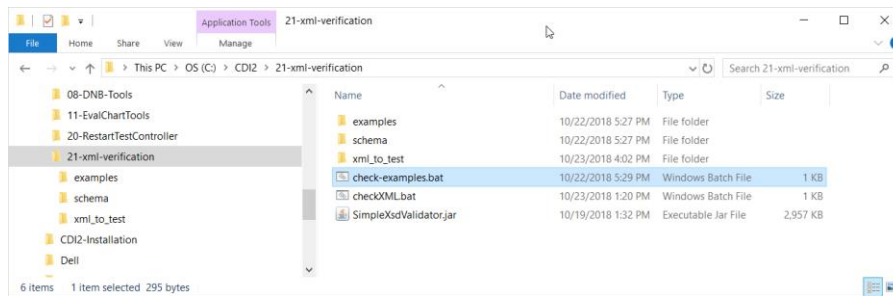 Application Tools 21-xml-verification
File Home Share View Manage
This PC > OS (C:) > CDI2 > 21-xml-verification Search 21-xml-verification
08-DNB-Tools
11-EvalChartTools
20-RestartTestController
21-xml-verification
examples
schema
xml_to_test
CDI2-Installation
Dell
Name Date modified Type Size
examples 10/22/2018 5:27 PM File folder
schema 10/22/2018 5:27 PM File folder
xml_to_test 10/23/2018 4:02 PM File folder
check-examples.bat 10/22/2018 5:29 PM Windows Batch File 1 KB
checkXML.bat 10/23/2018 1:20 PM Windows Batch File 1 KB
SimpleXsdValidator.jar 10/19/2018 1:32 PM Executable Jar File 2,957 KB
6 items 1 item selected 295 bytes